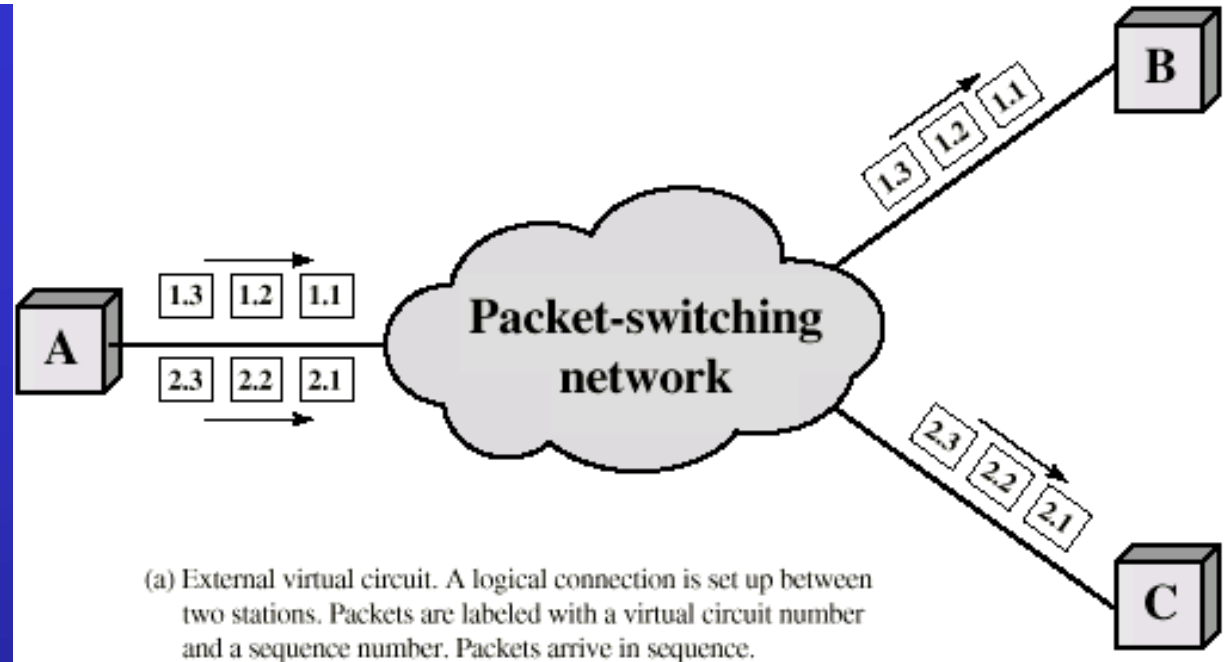 B
1.3 1.2 1.1
1.3 1.2 1.1
A
Packet-switching
network
2.3 2.2 2.1
2.3 2.2 2.1
C
(a) External virtual circuit. A logical connection is set up between
two stations. Packets are labeled with a virtual circuit number
and a sequence number. Packets arrive in sequence.